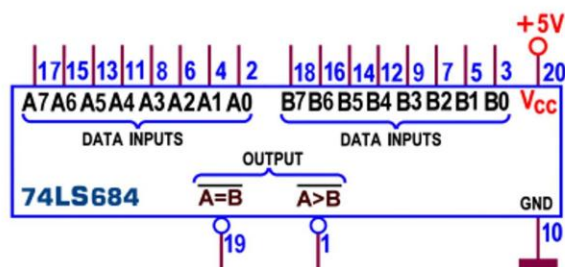 +5V
17 15 13 11 8 6 4 2 18 16 14 12 9 7 5 3 20
A7 A6 A5 A4 A3 A2 A1 A0 B7 B6 B5 B4 B3 B2 B1 B0 VCC
DATA INPUTS DATA INPUTS
OUTPUT
74LS684 A=B A>B GND
19 1 10